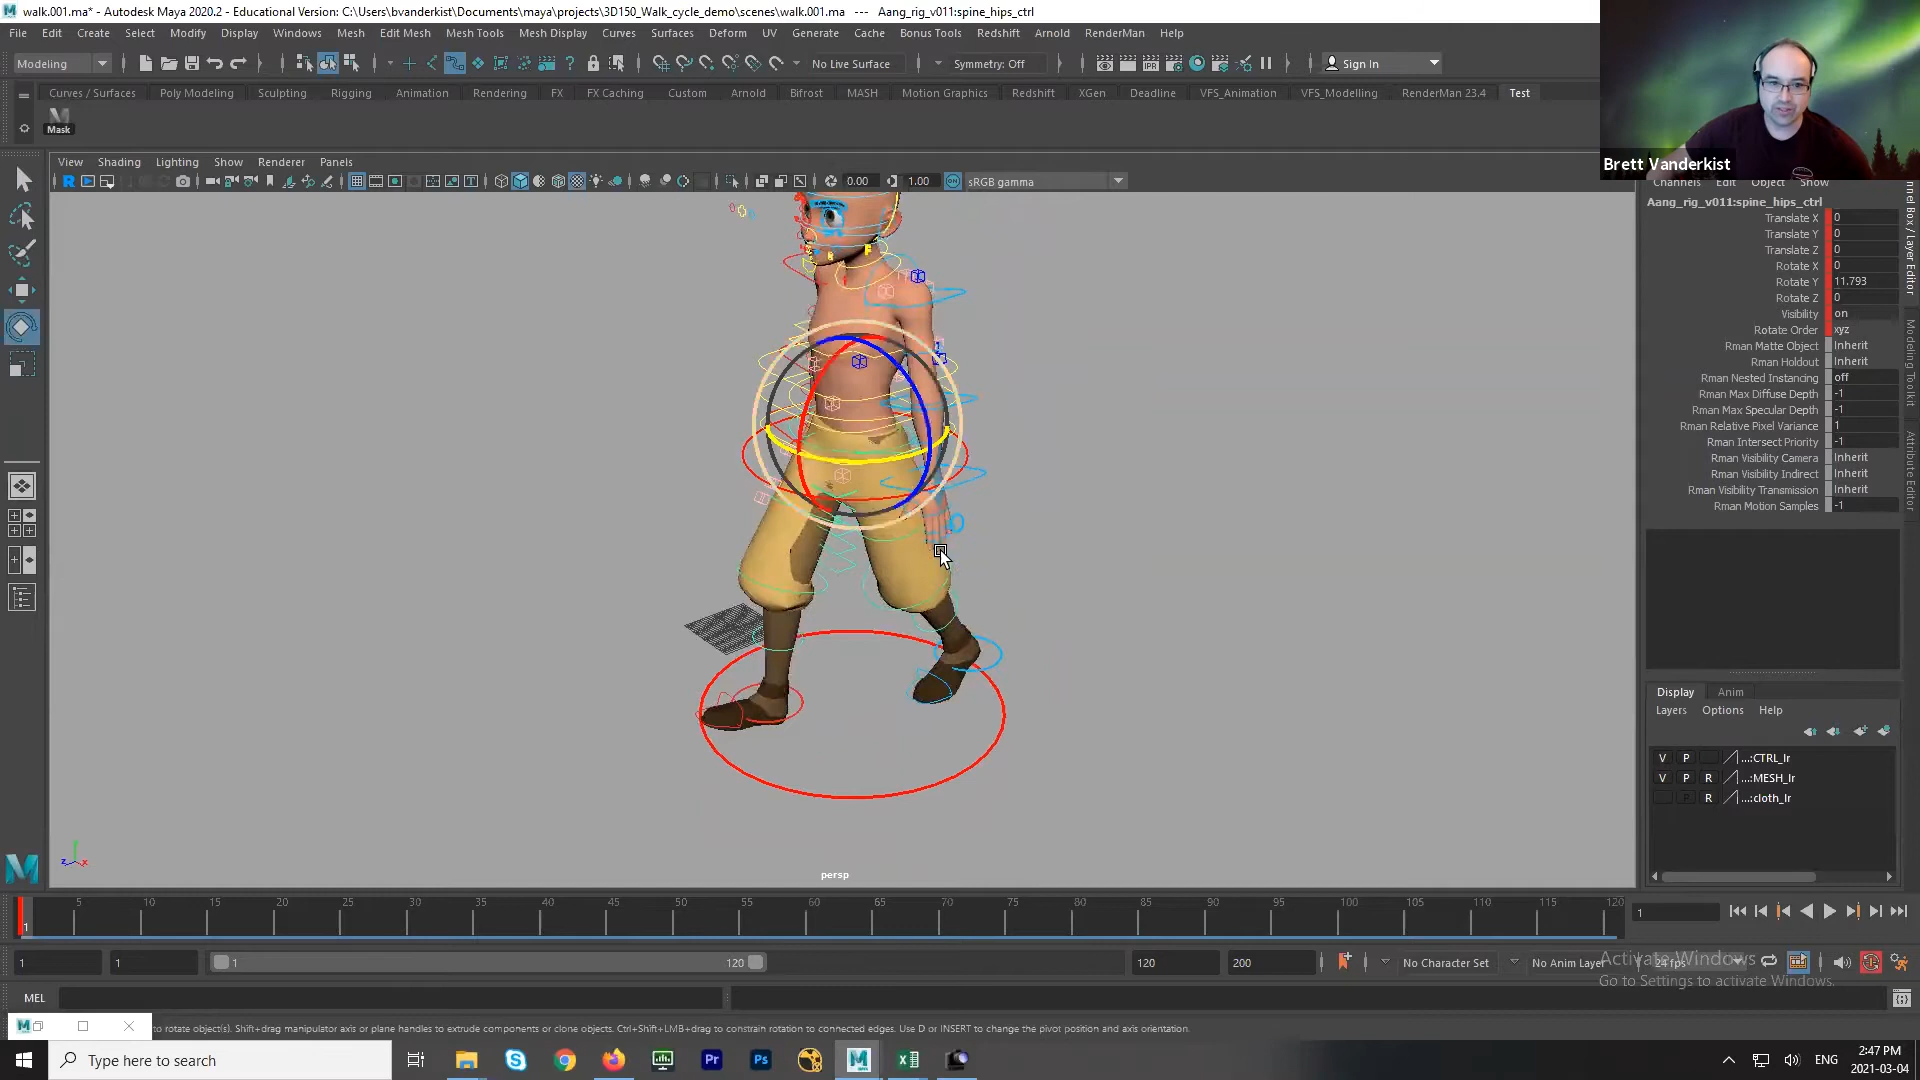 walk.001.ma* - Autodesk Maya 2020.2 - Educational Version: C:\Users\bvanderkist\Documents\maya\projects\3D150_Walk_cycle_demo\scenes\walk.001.ma --- Aang_rig_v011:spine_hips_ctrl
File Edit Create Select Modify Display Windows Mesh Edit Mesh Mesh Tools Mesh Display Curves Surfaces Deform UV Generate Cache Bonus Tools Redshift Arnold RenderMan Help
Modeling No Live Surface Symmetry: Off Sign In
Curves / Surfaces Poly Modeling Sculpting Rigging Animation Rendering FX FX Caching Custom Arnold Bifrost MASH Motion Graphics Redshift XGen Deadline VFS_Animation VFS_Modelling RenderMan 23.4 Test
Mask
Brett Vanderkist
View Shading Lighting Show Renderer Panels
0.00 1.00 sRGB gamma
Channels Edit Object Show
Aang_rig_v011:spine_hips_ctrl
Translate X 0
Translate Y 0
Translate Z 0
Rotate X 0
Rotate Y 11.793
Rotate Z 0
Visibility on
Rotate Order xyz
Rman Matte Object Inherit
Rman Holdout Inherit
Rman Nested Instancing off
Rman Max Diffuse Depth -1
Rman Max Specular Depth -1
Rman Relative Pixel Variance 1
Rman Intersect Priority -1
Rman Visibility Camera Inherit
Rman Visibility Indirect Inherit
Rman Visibility Transmission Inherit
Rman Motion Samples -1
Box / Layer Editor
Modeling Toolkit
Attribute Editor
Display Anim
Layers Options Help
V P ...:CTRL_lr
V P R ...:MESH_lr
P R ...:cloth_lr
persp
5 10 15 20 25 30 35 40 45 50 55 60 65 70 75 80 85 90 95 100 105 110 115 120
1 1
1 1 1 120 120 200 No Character Set No Anim Layer 24 fps
Activate Windows
Go to Settings to activate Windows.
MEL
to rotate object(s). Shift+drag manipulator axis or plane handles to extrude components or clone objects. Ctrl+Shift+LMB+drag to constrain rotation to connected edges. Use D or INSERT to change the pivot position and axis orientation.
Type here to search
ENG
2:47 PM
2021-03-04